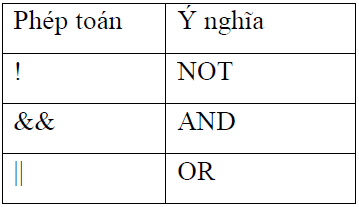 Phép toán Ý nghĩa
! NOT
&& AND
|| OR